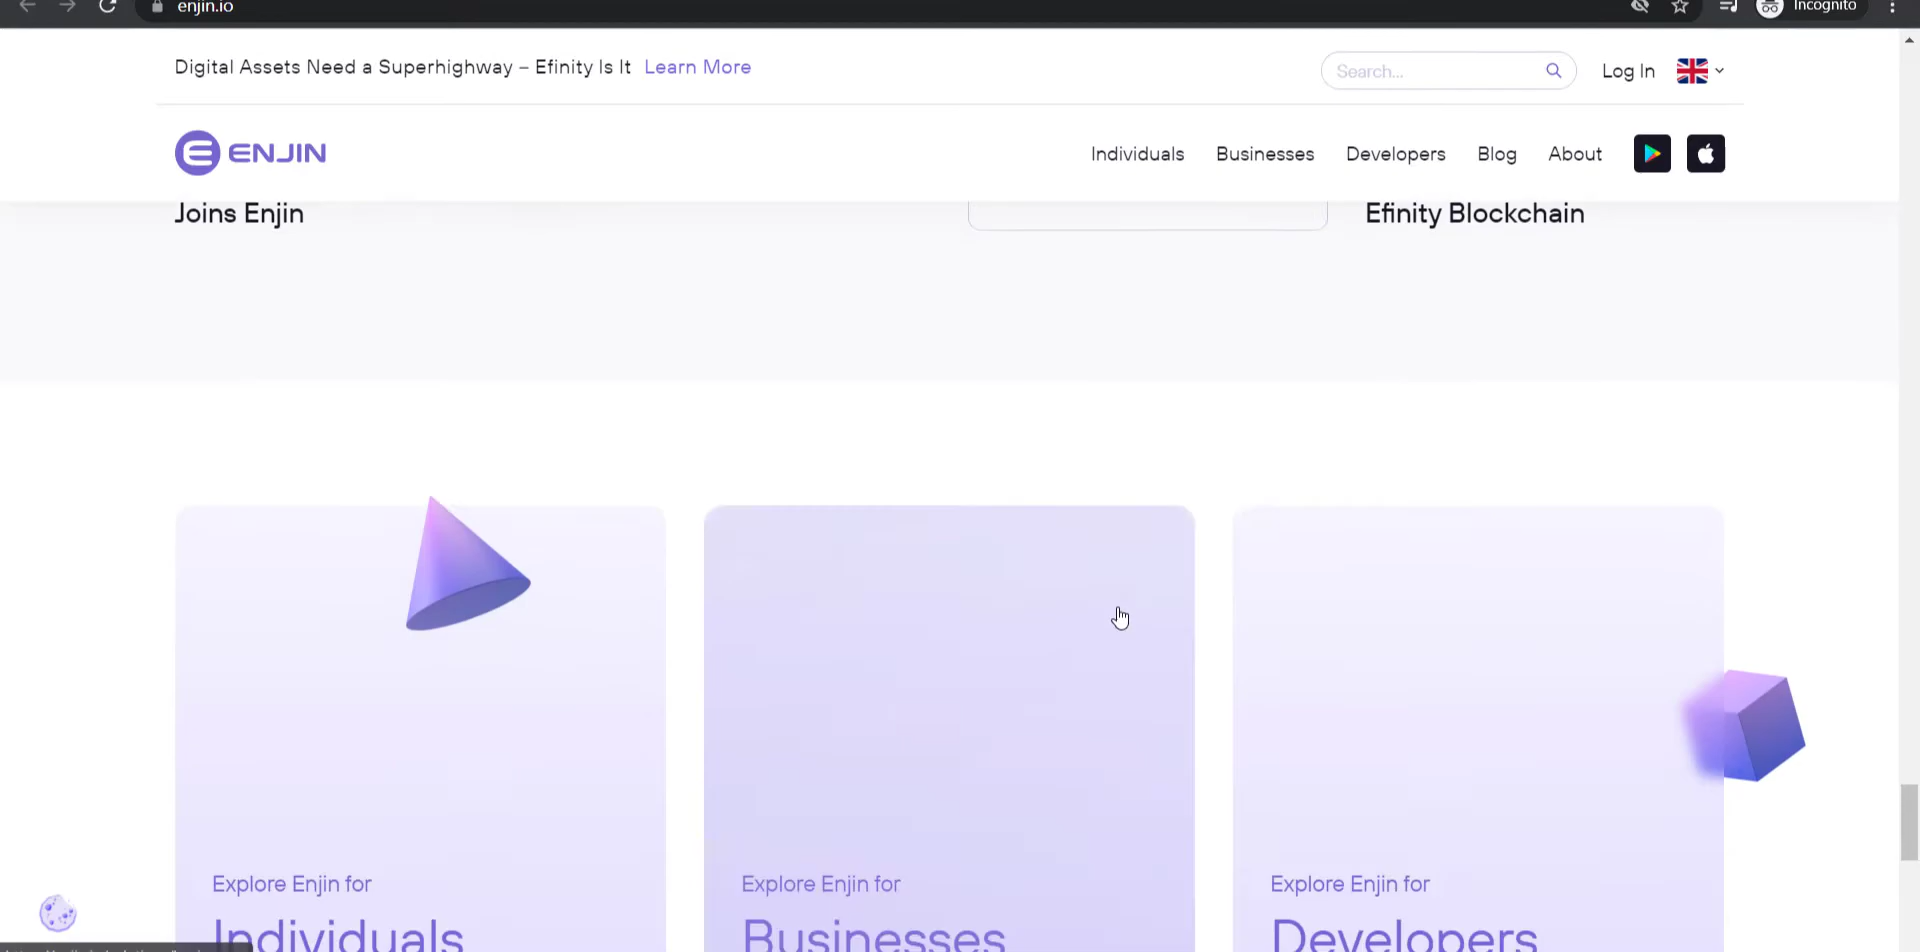 enjin.io
Incognito
Digital Assets Need a Superhighway – Efinity Is It Learn More
Search...
Log In
ENJIN
Individuals
Businesses
Developers
Blog
About
Joins Enjin
Efinity Blockchain
Explore Enjin for
Individuals
Explore Enjin for
Businesses
Explore Enjin for
Developers